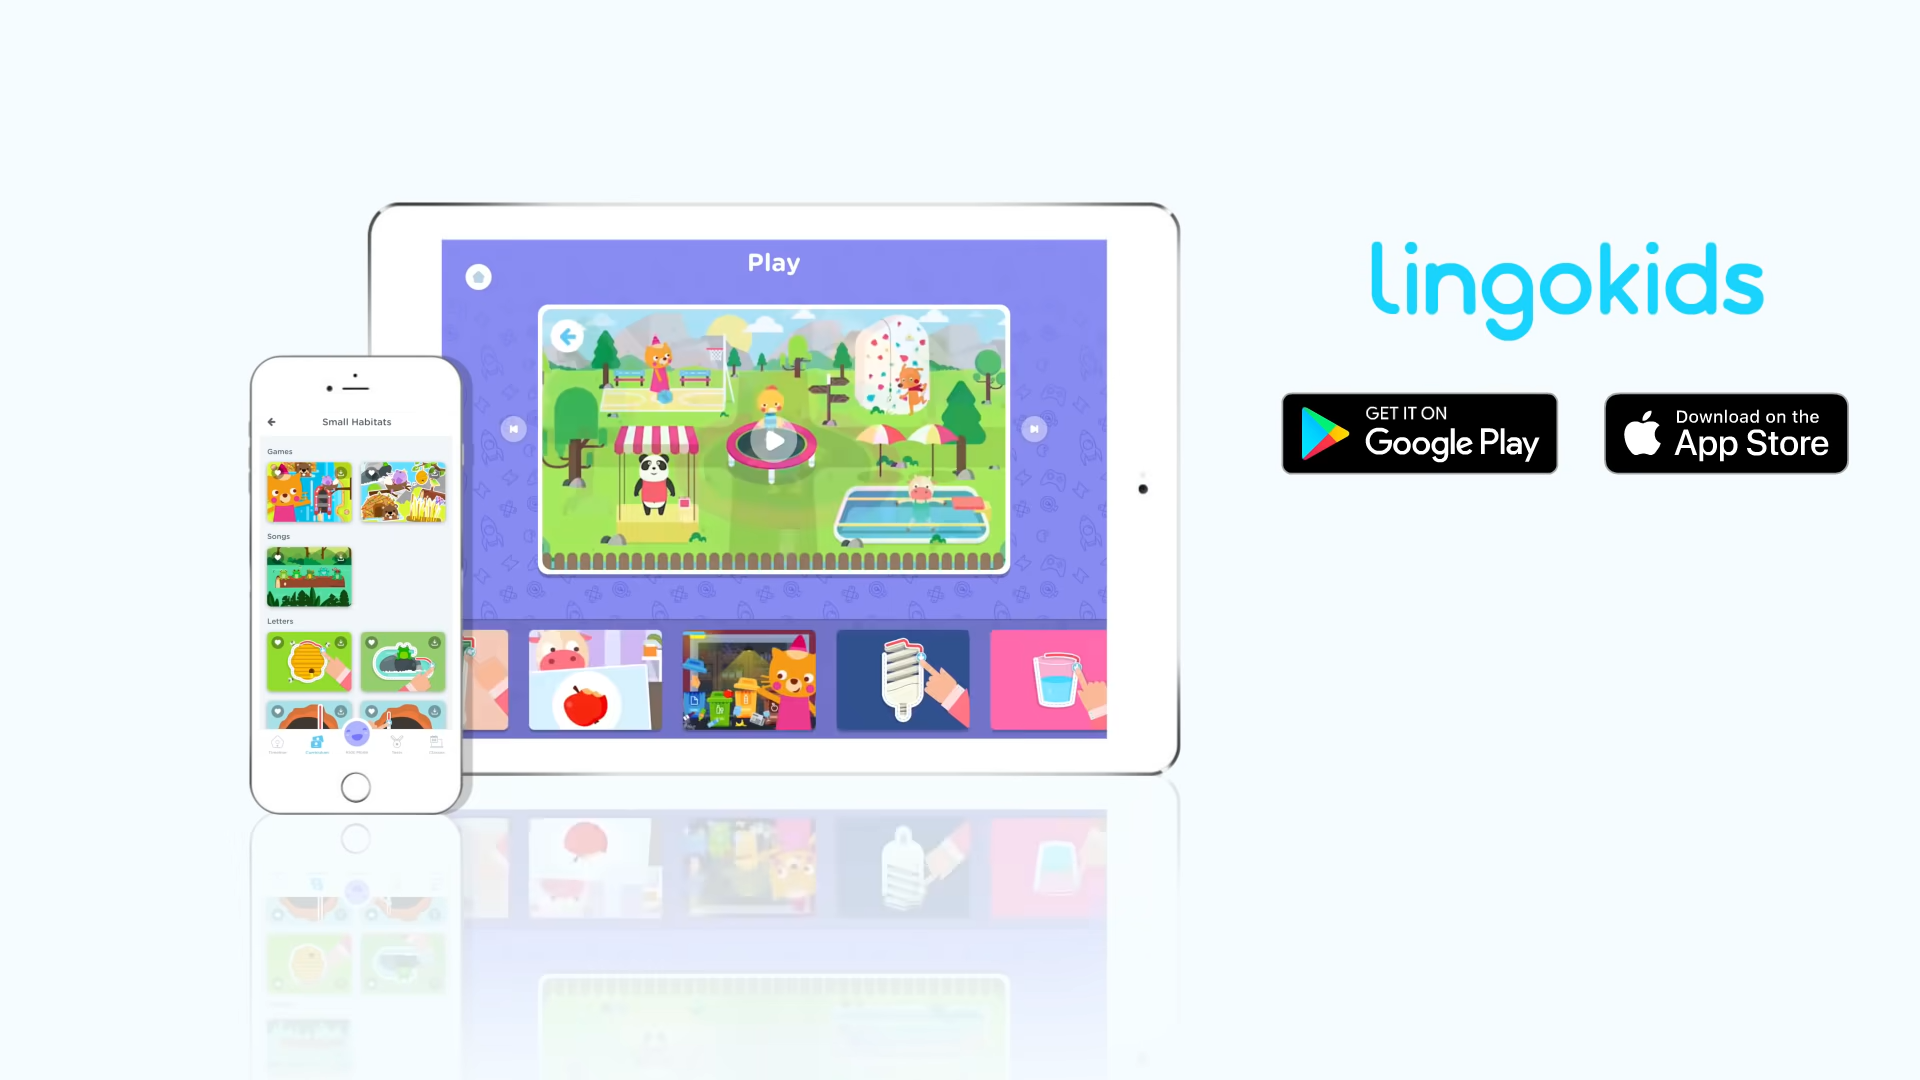 Play
Small Habitats
Games
Songs
Letters
lingokids
GET IT ON
Google Play
Download on the
App Store